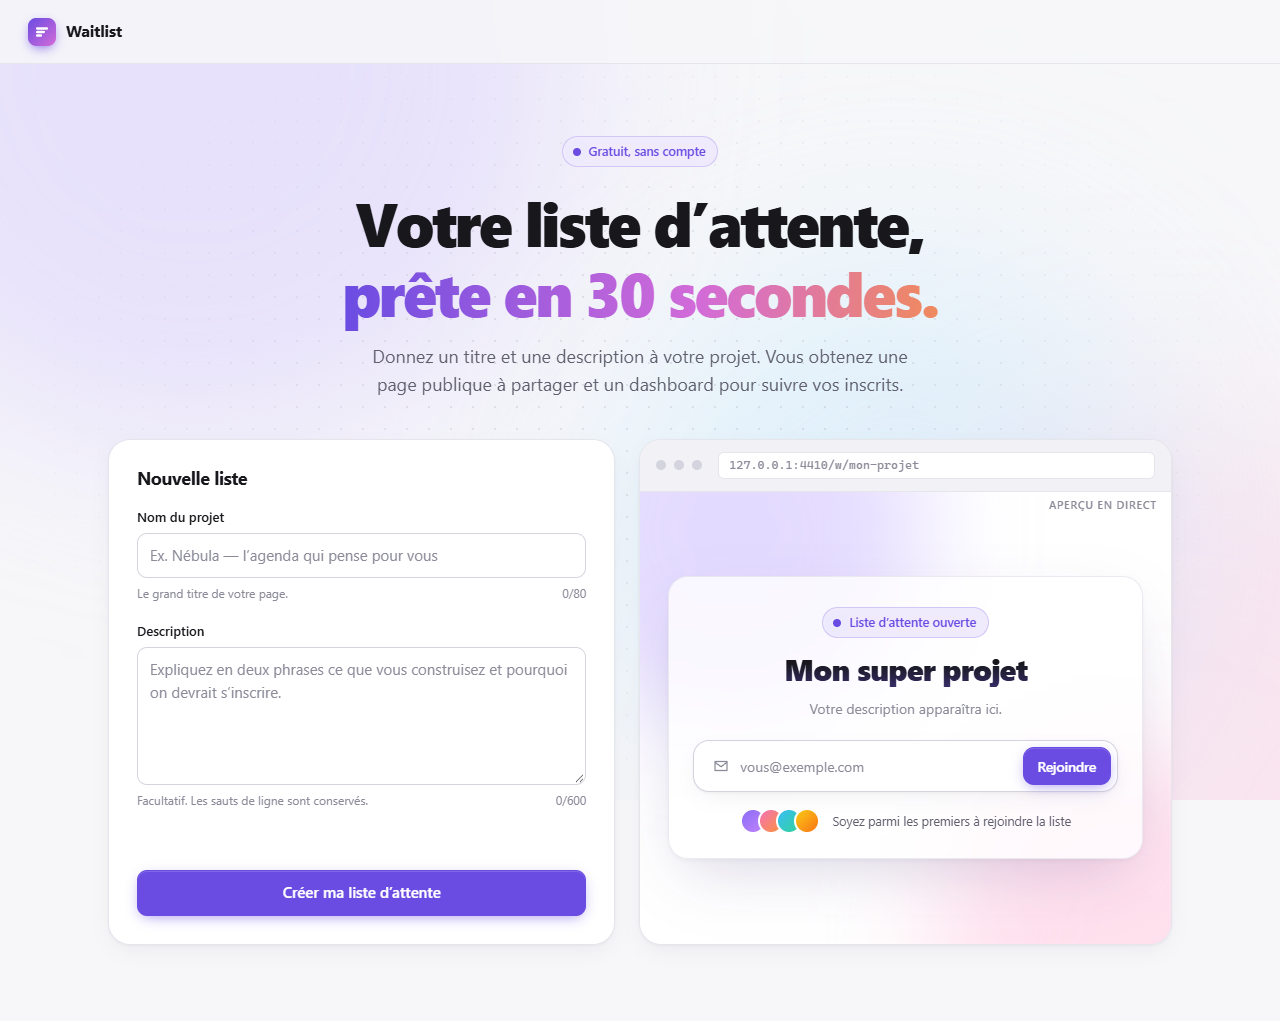 Waitlist
Gratuit, sans compte
Votre liste d’attente,
prête en 30 secondes.
Donnez un titre et une description à votre projet. Vous obtenez une
page publique à partager et un dashboard pour suivre vos inscrits.
Nouvelle liste
Nom du projet
Ex. Nébula — l’agenda qui pense pour vous
Le grand titre de votre page.
0/80
Description
Expliquez en deux phrases ce que vous construisez et pourquoi
on devrait s’inscrire.
Facultatif. Les sauts de ligne sont conservés.
0/600
Créer ma liste d’attente
127.0.0.1:4410/w/mon-projet
APERÇU EN DIRECT
Liste d’attente ouverte
Mon super projet
Votre description apparaîtra ici.
vous@exemple.com
Rejoindre
Soyez parmi les premiers à rejoindre la liste